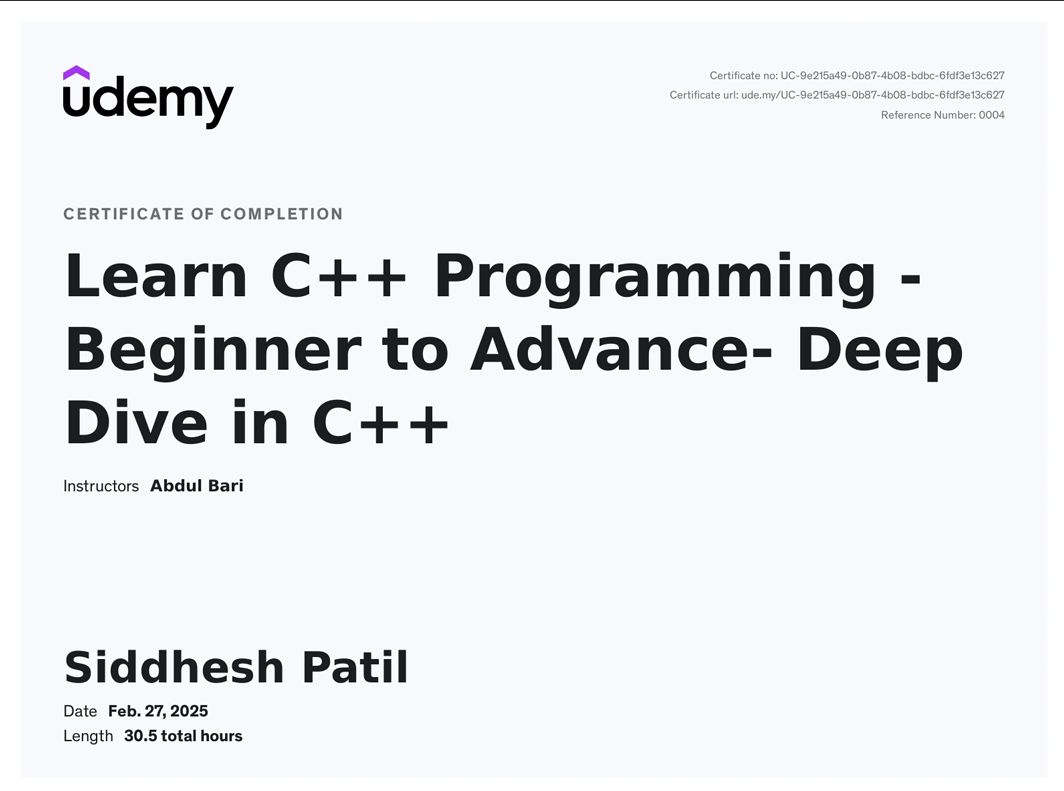 udemy
Certificate no: UC-9e215a49-0b87-4b08-bdbc-6fdf3e13c627
Certificate url: ude.my/UC-9e215a49-0b87-4b08-bdbc-6fdf3e13c627
Reference Number: 0004
CERTIFICATE OF COMPLETION
Learn C++ Programming -
Beginner to Advance- Deep
Dive in C++
Instructors Abdul Bari
Siddhesh Patil
Date Feb. 27, 2025
Length 30.5 total hours